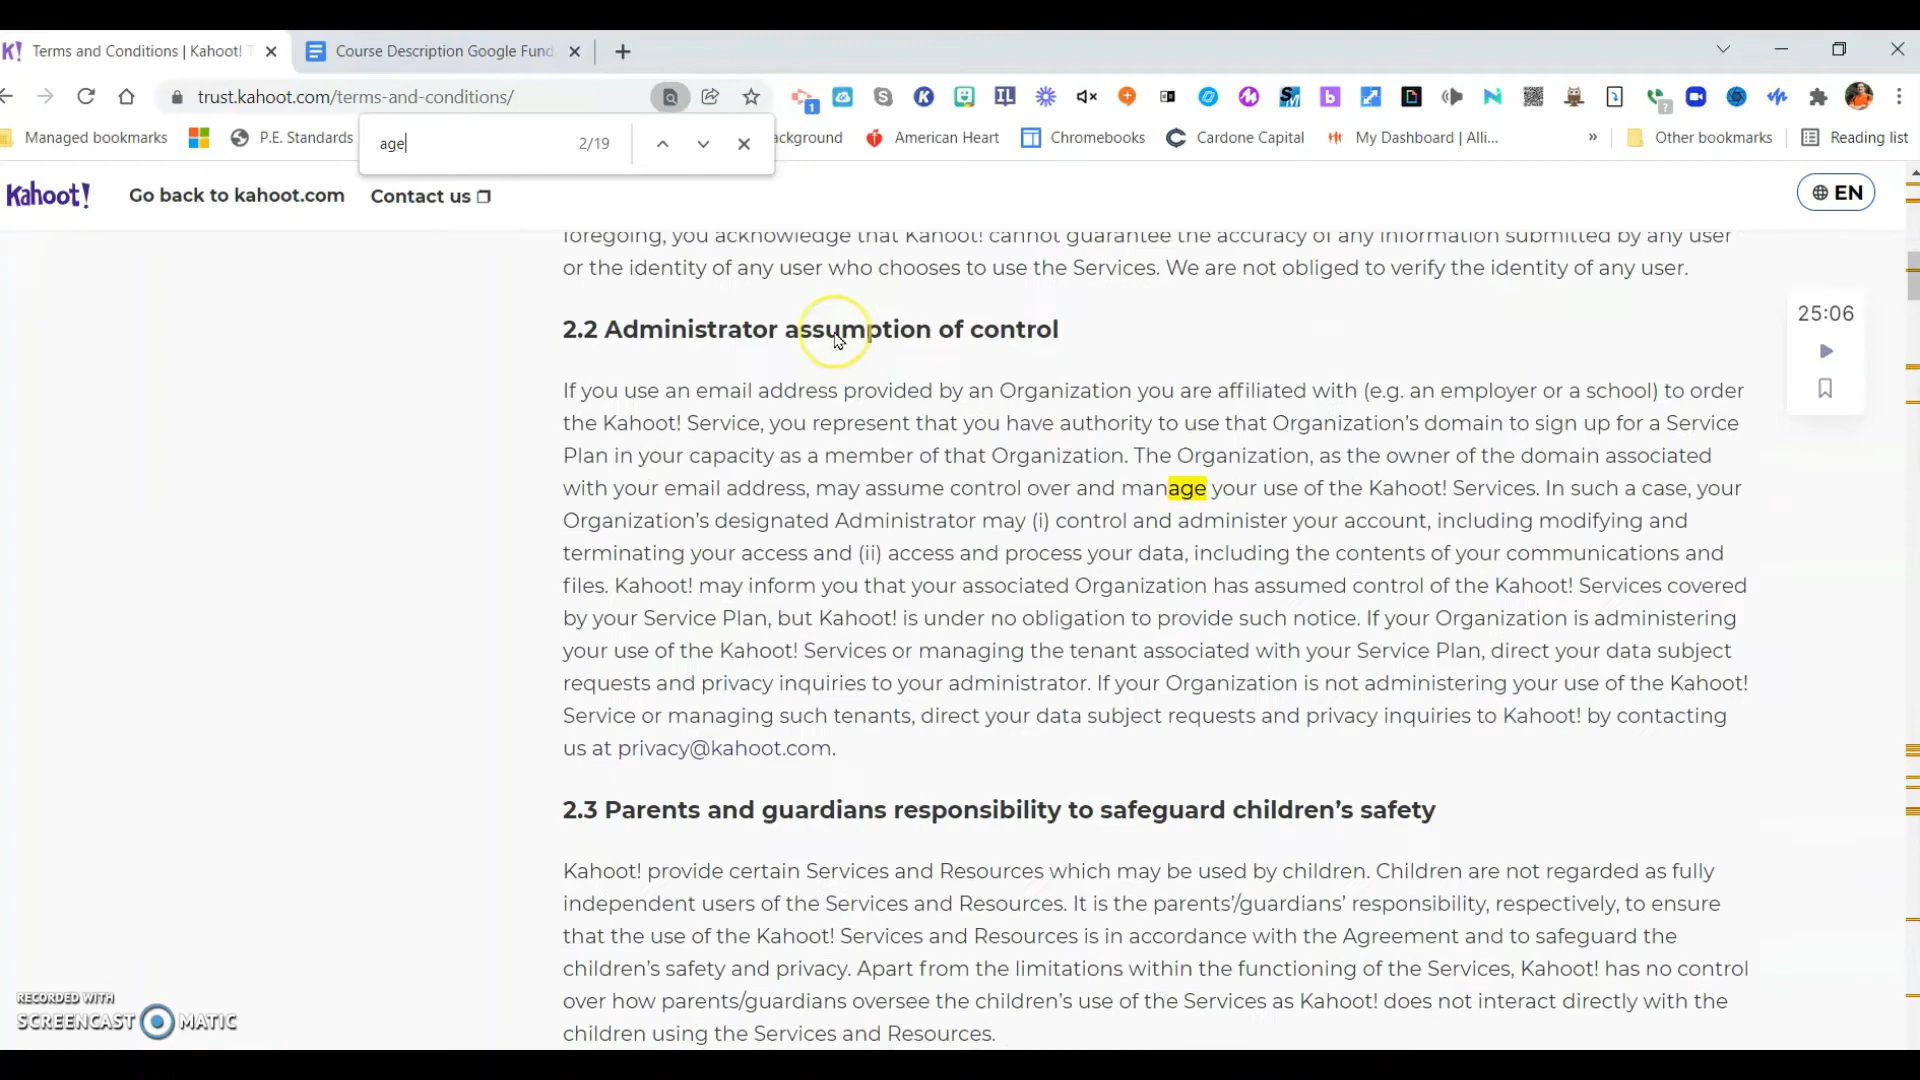 Terms and Conditions | Kahoot!
Course Description Google Fund
trust.kahoot.com/terms-and-conditions/
Managed bookmarks
P.E. Standards
ackground
American Heart
Chromebooks
Cardone Capital
My Dashboard | Alli...
»
Other bookmarks
Reading list
age
2/19
Kahoot!
Go back to kahoot.com
Contact us
EN
foregoing, you acknowledge that Kahoot! cannot guarantee the accuracy of any information submitted by any user
or the identity of any user who chooses to use the Services. We are not obliged to verify the identity of any user.
2.2 Administrator assumption of control
25:06
If you use an email address provided by an Organization you are affiliated with (e.g. an employer or a school) to order
the Kahoot! Service, you represent that you have authority to use that Organization’s domain to sign up for a Service
Plan in your capacity as a member of that Organization. The Organization, as the owner of the domain associated
with your email address, may assume control over and manage your use of the Kahoot! Services. In such a case, your
Organization’s designated Administrator may (i) control and administer your account, including modifying and
terminating your access and (ii) access and process your data, including the contents of your communications and
files. Kahoot! may inform you that your associated Organization has assumed control of the Kahoot! Services covered
by your Service Plan, but Kahoot! is under no obligation to provide such notice. If your Organization is administering
your use of the Kahoot! Services or managing the tenant associated with your Service Plan, direct your data subject
requests and privacy inquiries to your administrator. If your Organization is not administering your use of the Kahoot!
Service or managing such tenants, direct your data subject requests and privacy inquiries to Kahoot! by contacting
us at privacy@kahoot.com.
2.3 Parents and guardians responsibility to safeguard children’s safety
Kahoot! provide certain Services and Resources which may be used by children. Children are not regarded as fully
independent users of the Services and Resources. It is the parents’/guardians’ responsibility, respectively, to ensure
that the use of the Kahoot! Services and Resources is in accordance with the Agreement and to safeguard the
children’s safety and privacy. Apart from the limitations within the functioning of the Services, Kahoot! has no control
over how parents/guardians oversee the children’s use of the Services as Kahoot! does not interact directly with the
children using the Services and Resources.
RECORDED WITH
SCREENCAST MATIC